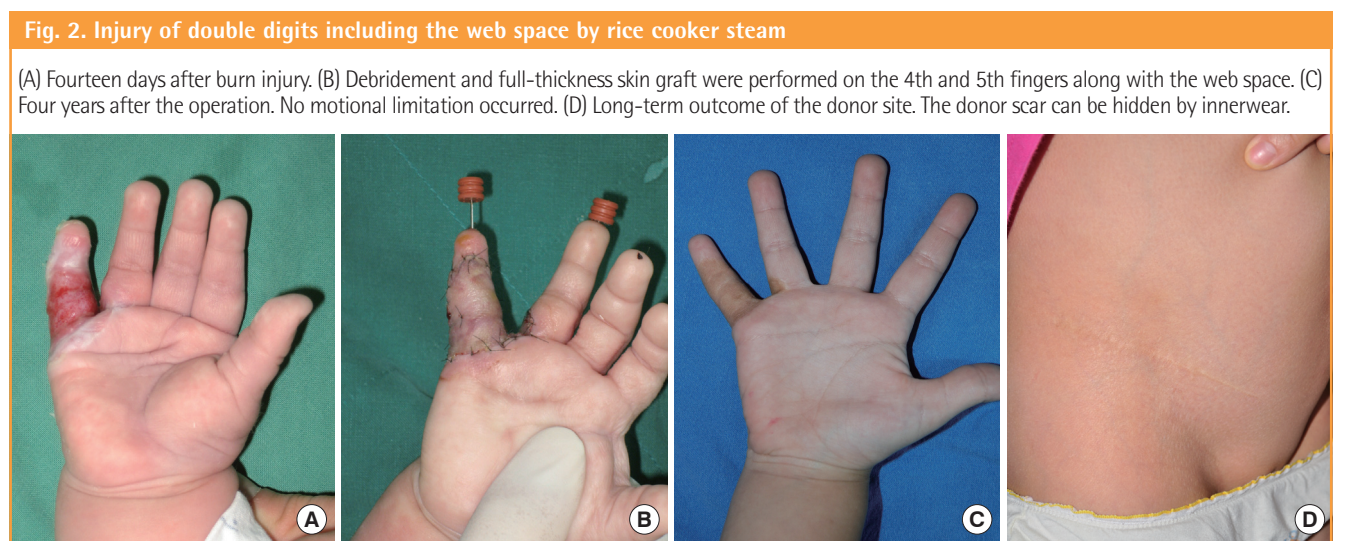 Fig. 2. Injury of double digits including the web space by rice cooker steam
(A) Fourteen days after burn injury. (B) Debridement and full-thickness skin graft were performed on the 4th and 5th fingers along with the web space. (C)
Four years after the operation. No motional limitation occurred. (D) Long-term outcome of the donor site. The donor scar can be hidden by innerwear.
A
B
C
D